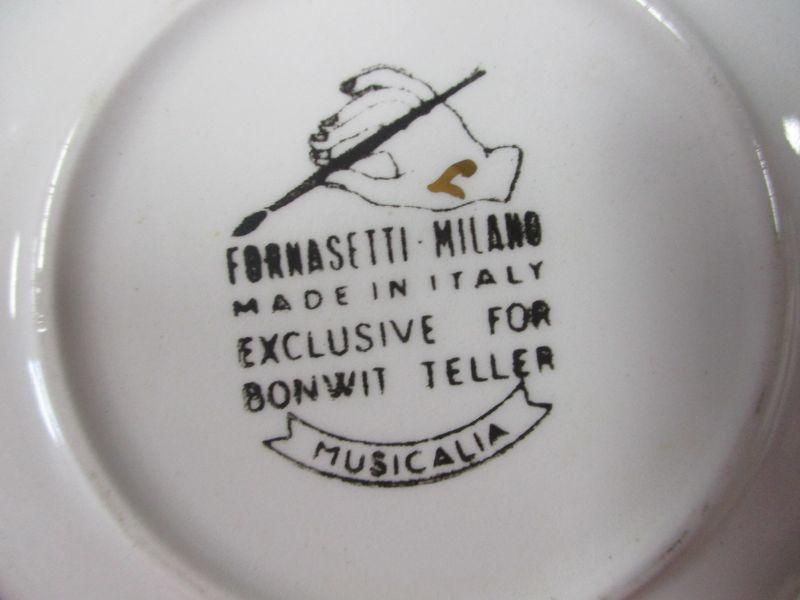 FORNASETTI · MILANO
MADE IN ITALY
EXCLUSIVE FOR
BONWIT TELLER
MUSICALIA